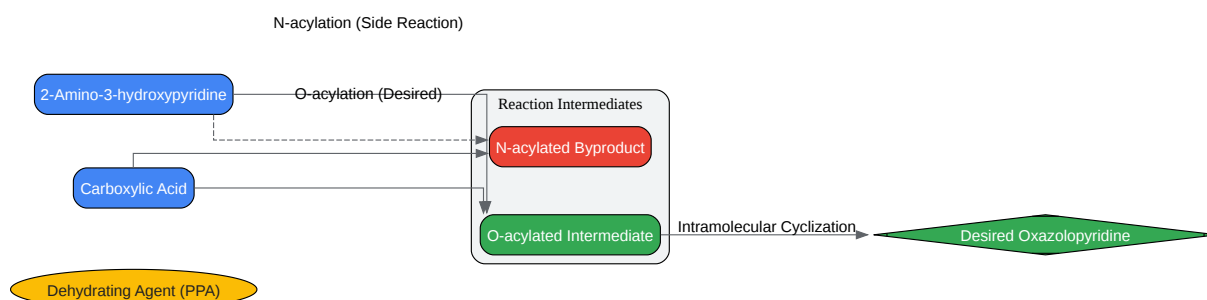 N-acylation (Side Reaction)
2-Amino-3-hydroxypyridine
O-acylation (Desired)
Reaction Intermediates
N-acylated Byproduct
Carboxylic Acid
O-acylated Intermediate
Intramolecular Cyclization
Desired Oxazolopyridine
Dehydrating Agent (PPA)